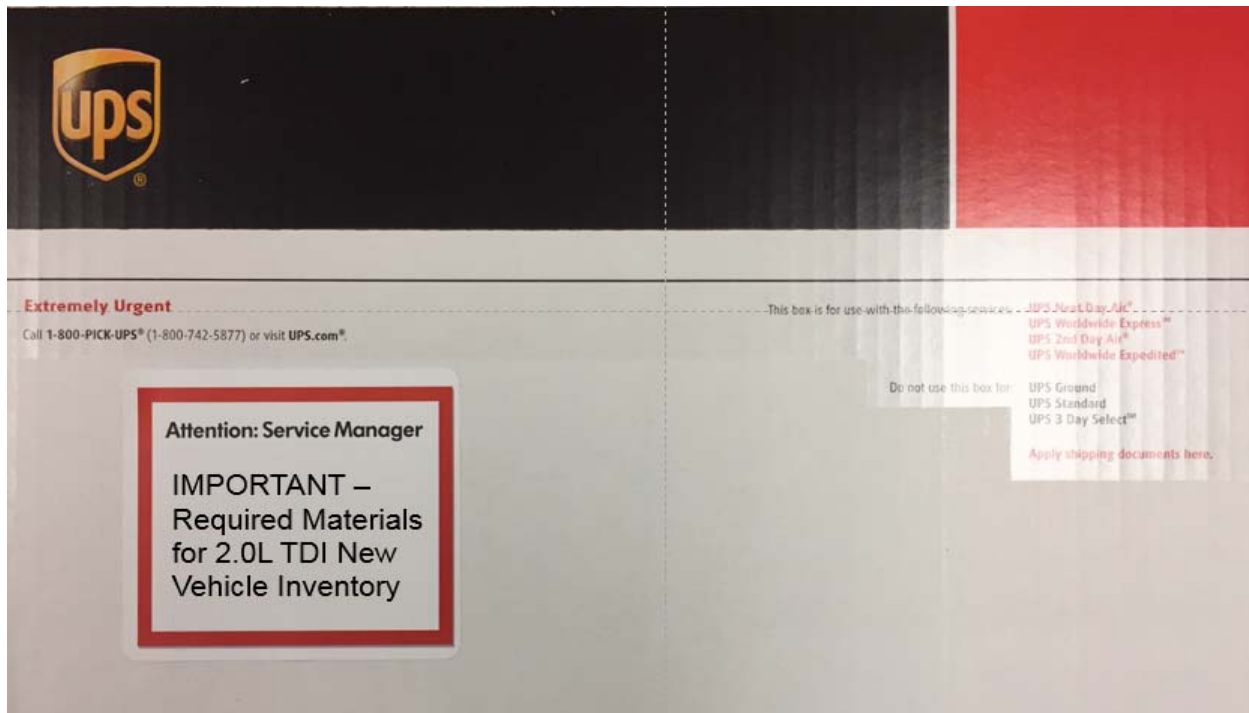 ups
®
Extremely Urgent
Call 1-800-PICK-UPS® (1-800-742-5877) or visit UPS.com®.
This box is for use with the following services: UPS Next Day Air®
UPS Worldwide Express℠
UPS 2nd Day Air®
UPS Worldwide Expedited℠
Do not use this box for: UPS Ground
UPS Standard
UPS 3 Day Select℠
Apply shipping documents here.
Attention: Service Manager
IMPORTANT –
Required Materials
for 2.0L TDI New
Vehicle Inventory